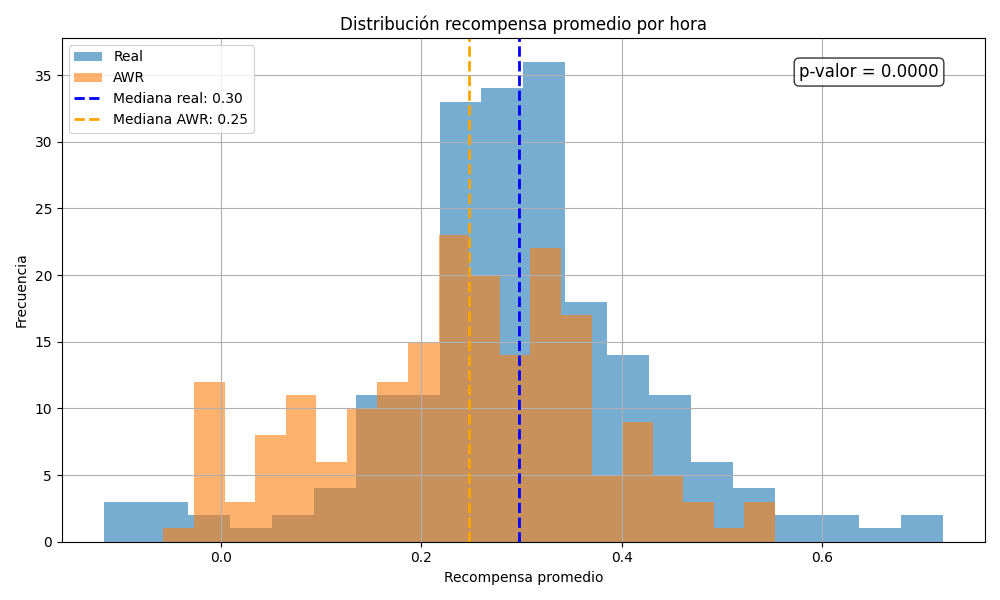 Distribución recompensa promedio por hora
Real
AWR
Mediana real: 0.30
Mediana AWR: 0.25
p-valor = 0.0000
Frecuencia
35
30
25
20
15
10
5
0
0.0
0.2
0.4
0.6
Recompensa promedio